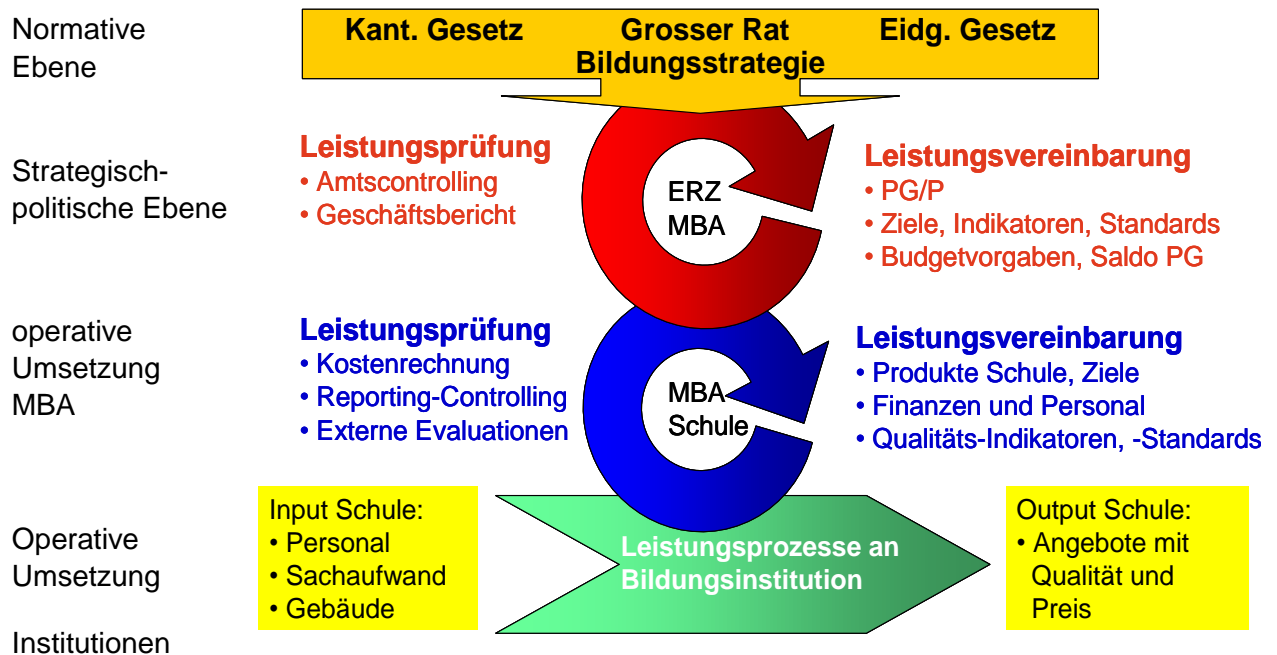 Normative
Ebene
Kant. Gesetz
Grosser Rat
Bildungsstrategie
Eidg. Gesetz
Strategisch-
politische Ebene
Leistungsprüfung
• Amtscontrolling
• Geschäftsbericht
ERZ
MBA
Leistungsvereinbarung
• PG/P
• Ziele, Indikatoren, Standards
• Budgetvorgaben, Saldo PG
operative
Umsetzung
MBA
Leistungsprüfung
• Kostenrechnung
• Reporting-Controlling
• Externe Evaluationen
MBA
Schule
Leistungsvereinbarung
• Produkte Schule, Ziele
• Finanzen und Personal
• Qualitäts-Indikatoren, -Standards
Operative
Umsetzung
Institutionen
Input Schule:
• Personal
• Sachaufwand
• Gebäude
Leistungsprozesse an
Bildungsinstitution
Output Schule:
• Angebote mit
Qualität und
Preis